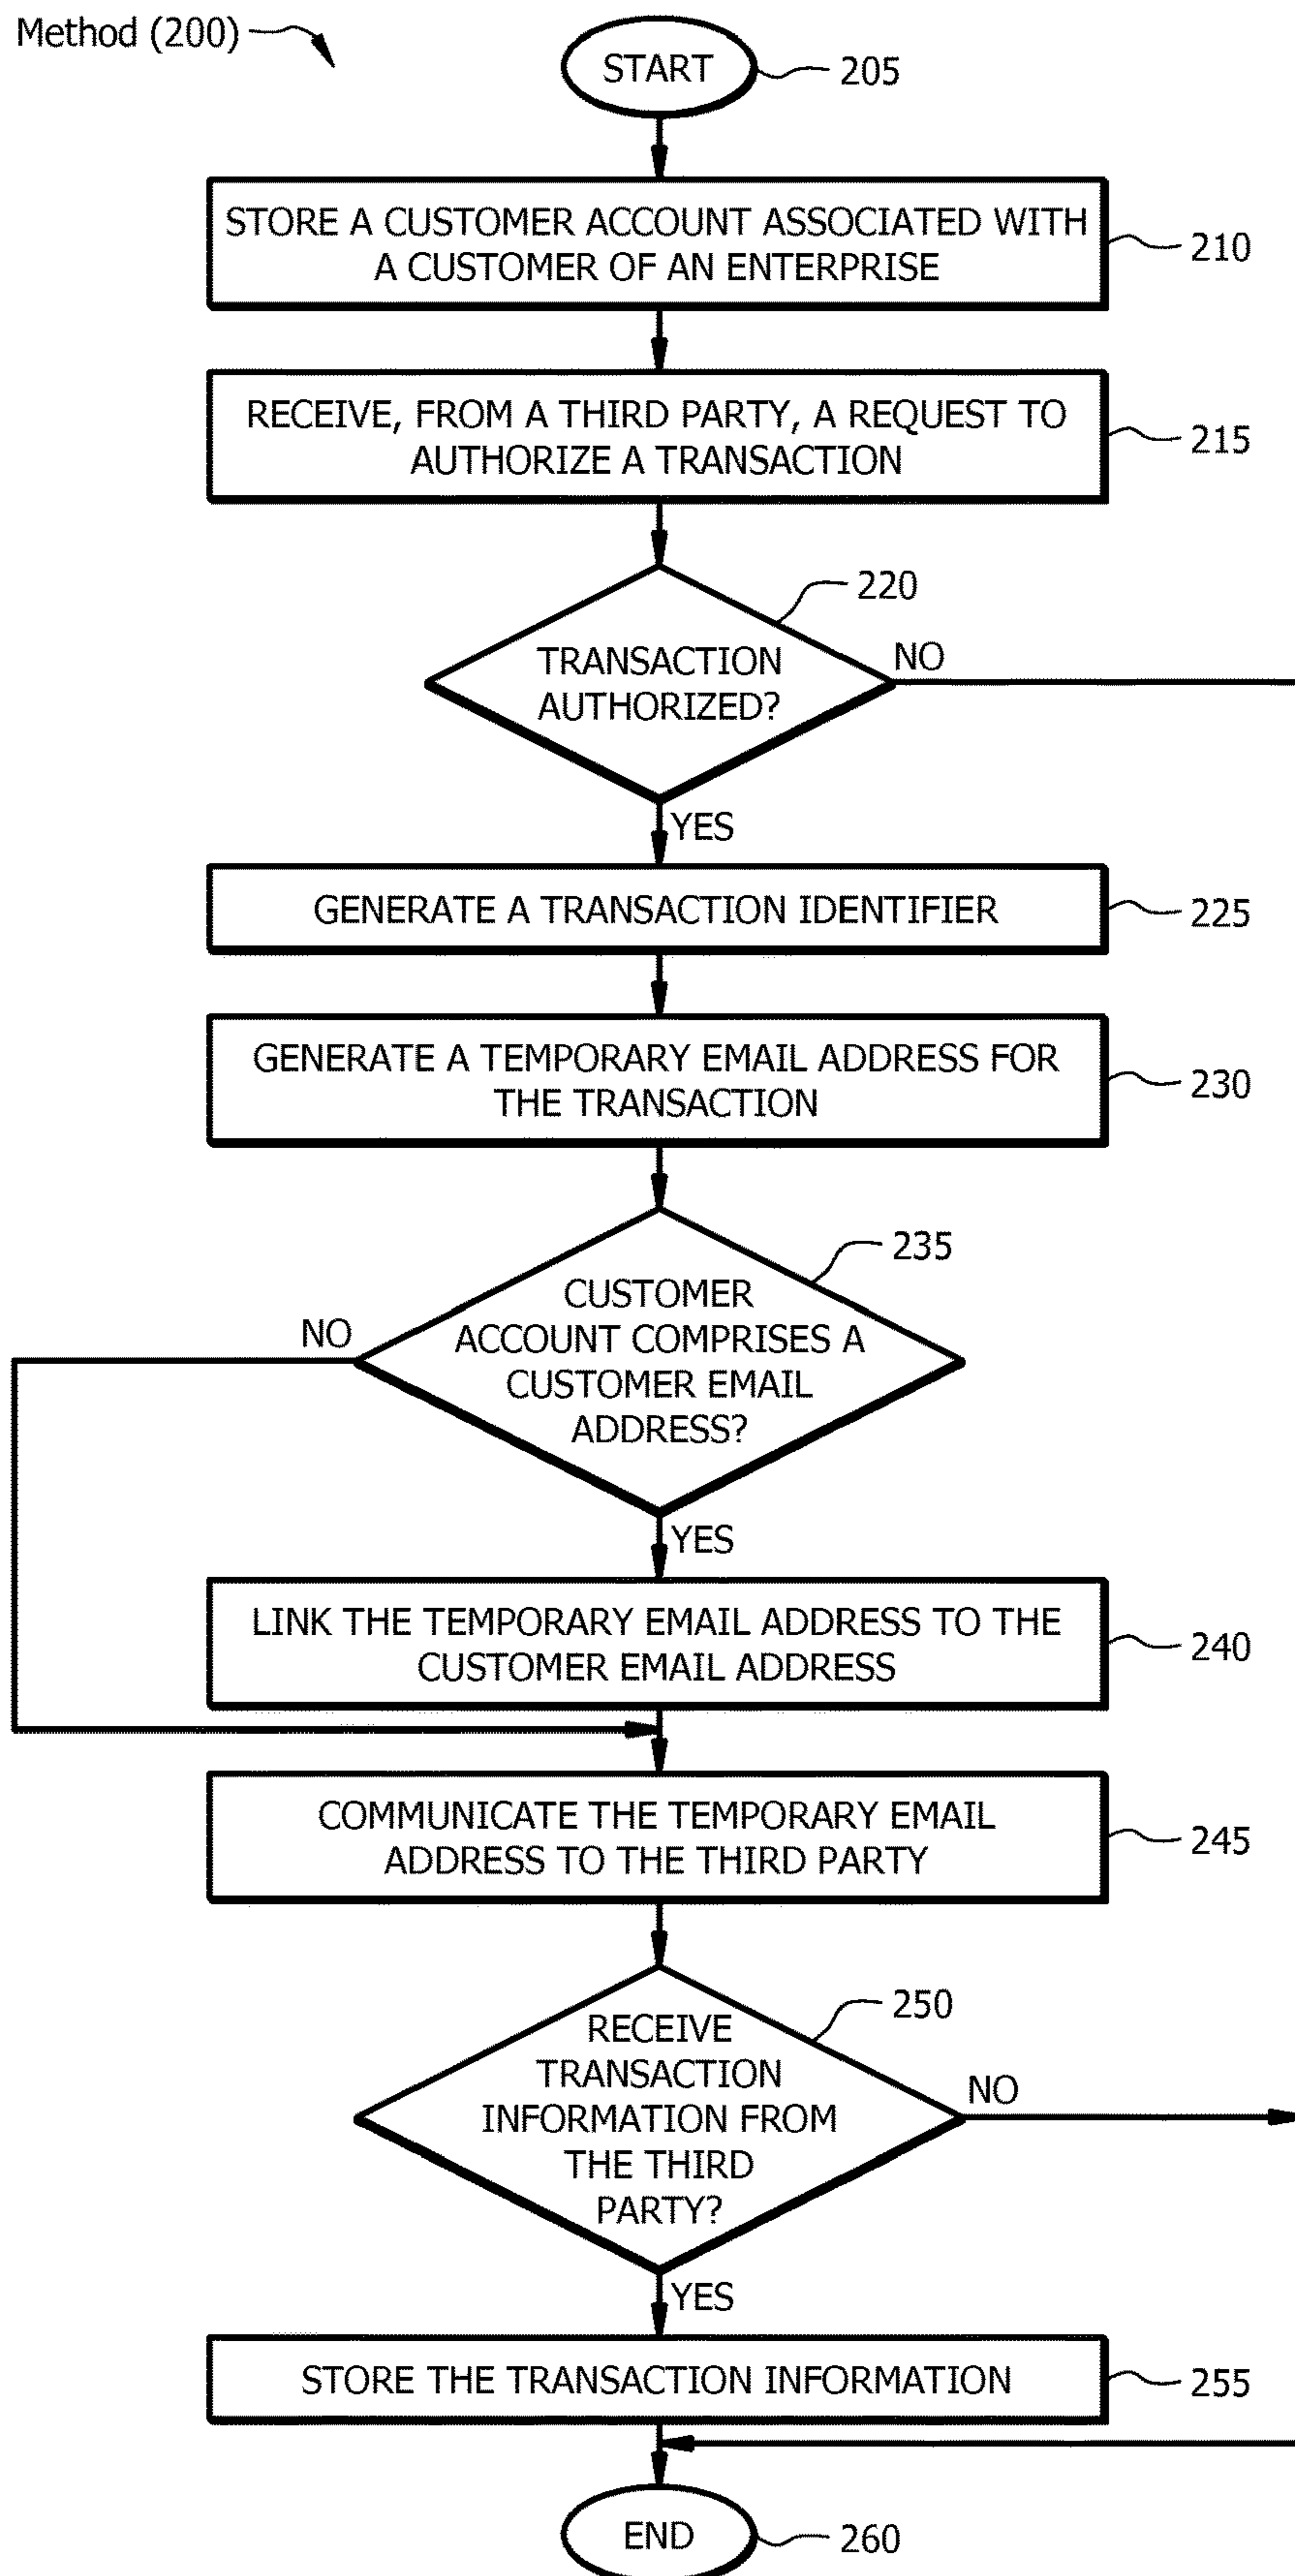 Method (200)
START
205
STORE A CUSTOMER ACCOUNT ASSOCIATED WITH
A CUSTOMER OF AN ENTERPRISE
210
RECEIVE, FROM A THIRD PARTY, A REQUEST TO
AUTHORIZE A TRANSACTION
215
220
TRANSACTION
AUTHORIZED?
NO
YES
GENERATE A TRANSACTION IDENTIFIER
225
GENERATE A TEMPORARY EMAIL ADDRESS FOR
THE TRANSACTION
230
235
CUSTOMER
ACCOUNT COMPRISES A
CUSTOMER EMAIL
ADDRESS?
NO
YES
LINK THE TEMPORARY EMAIL ADDRESS TO THE
CUSTOMER EMAIL ADDRESS
240
COMMUNICATE THE TEMPORARY EMAIL
ADDRESS TO THE THIRD PARTY
245
250
RECEIVE
TRANSACTION
INFORMATION FROM
THE THIRD
PARTY?
NO
YES
STORE THE TRANSACTION INFORMATION
255
END
260